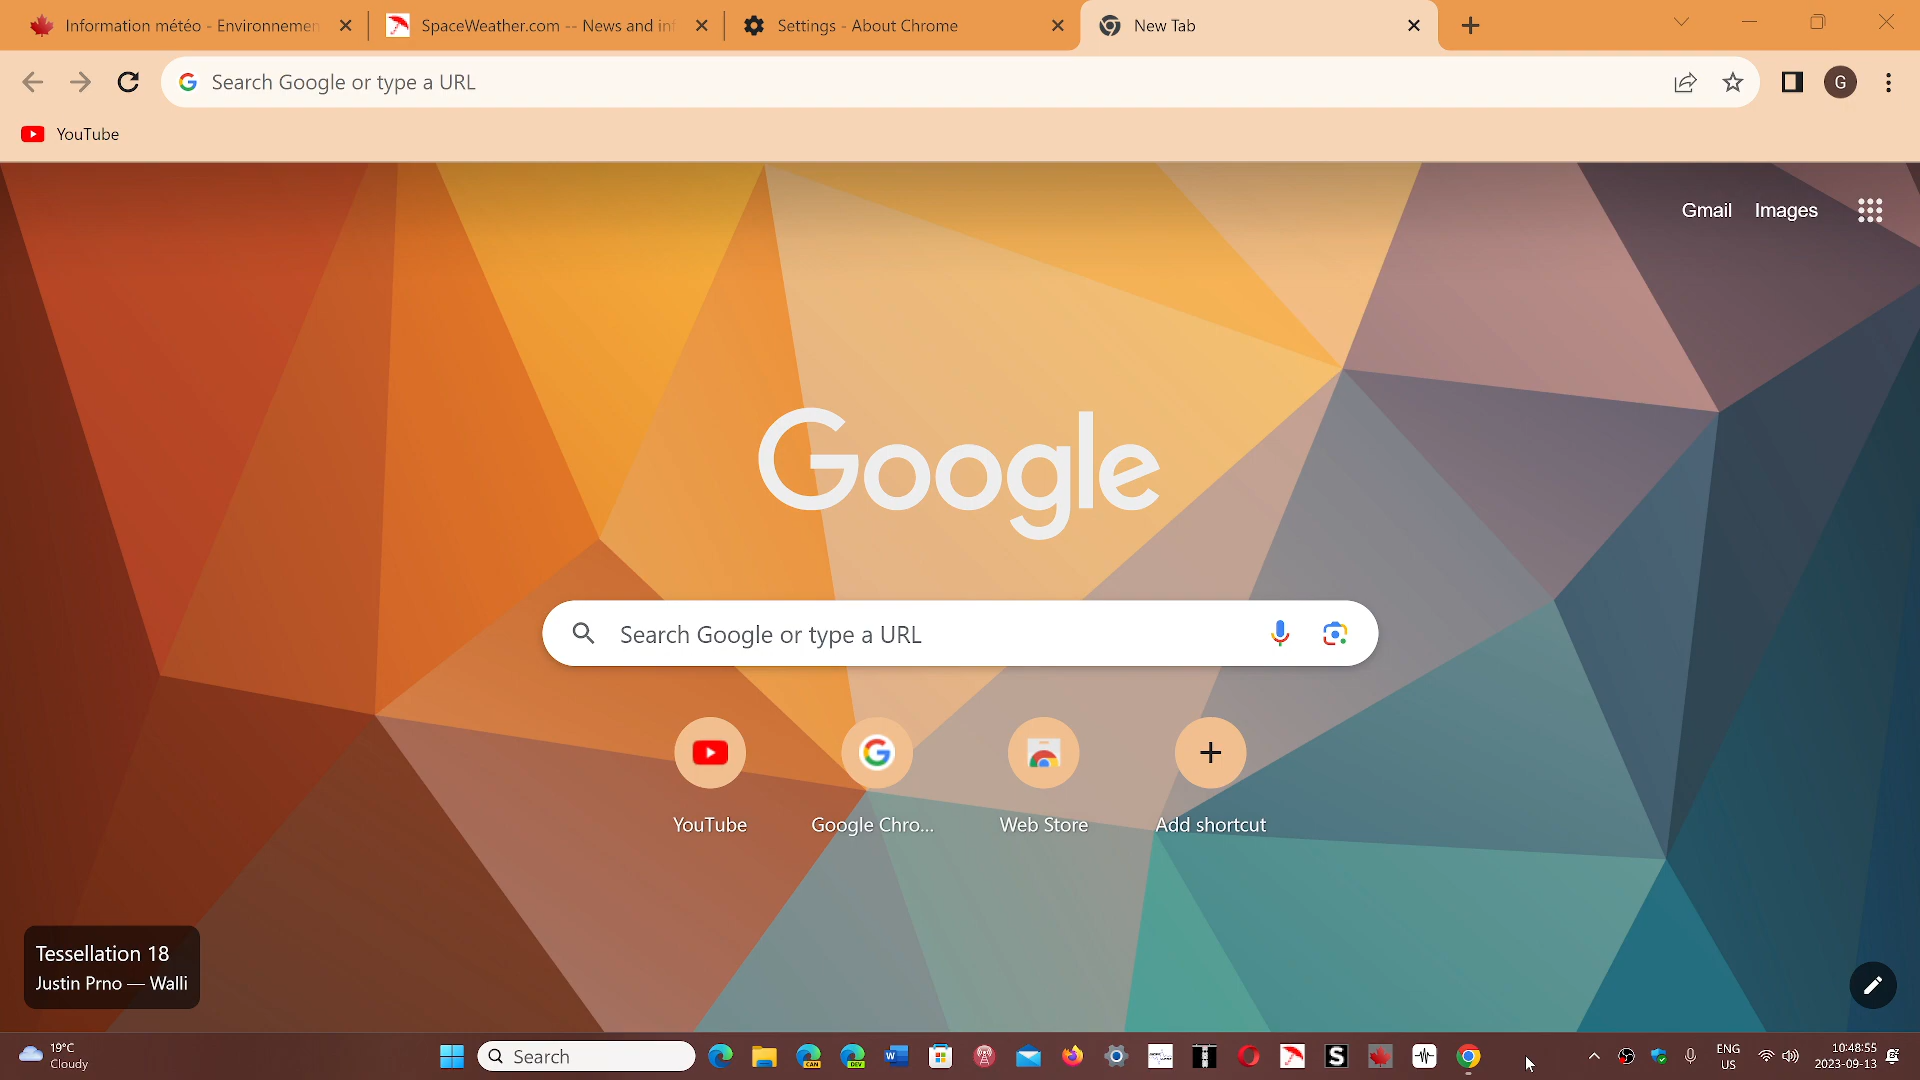 Information météo - Environnemen
SpaceWeather.com -- News and in
Settings - About Chrome
New Tab
Search Google or type a URL
G
YouTube
Gmail
Images
Google
Search Google or type a URL
YouTube
Google Chro...
Web Store
Add shortcut
Tessellation 18
Justin Prno — Walli
19°C
Cloudy
Search
CAN
DEV
W
S
ENG
US
10:48:55
2023-09-13